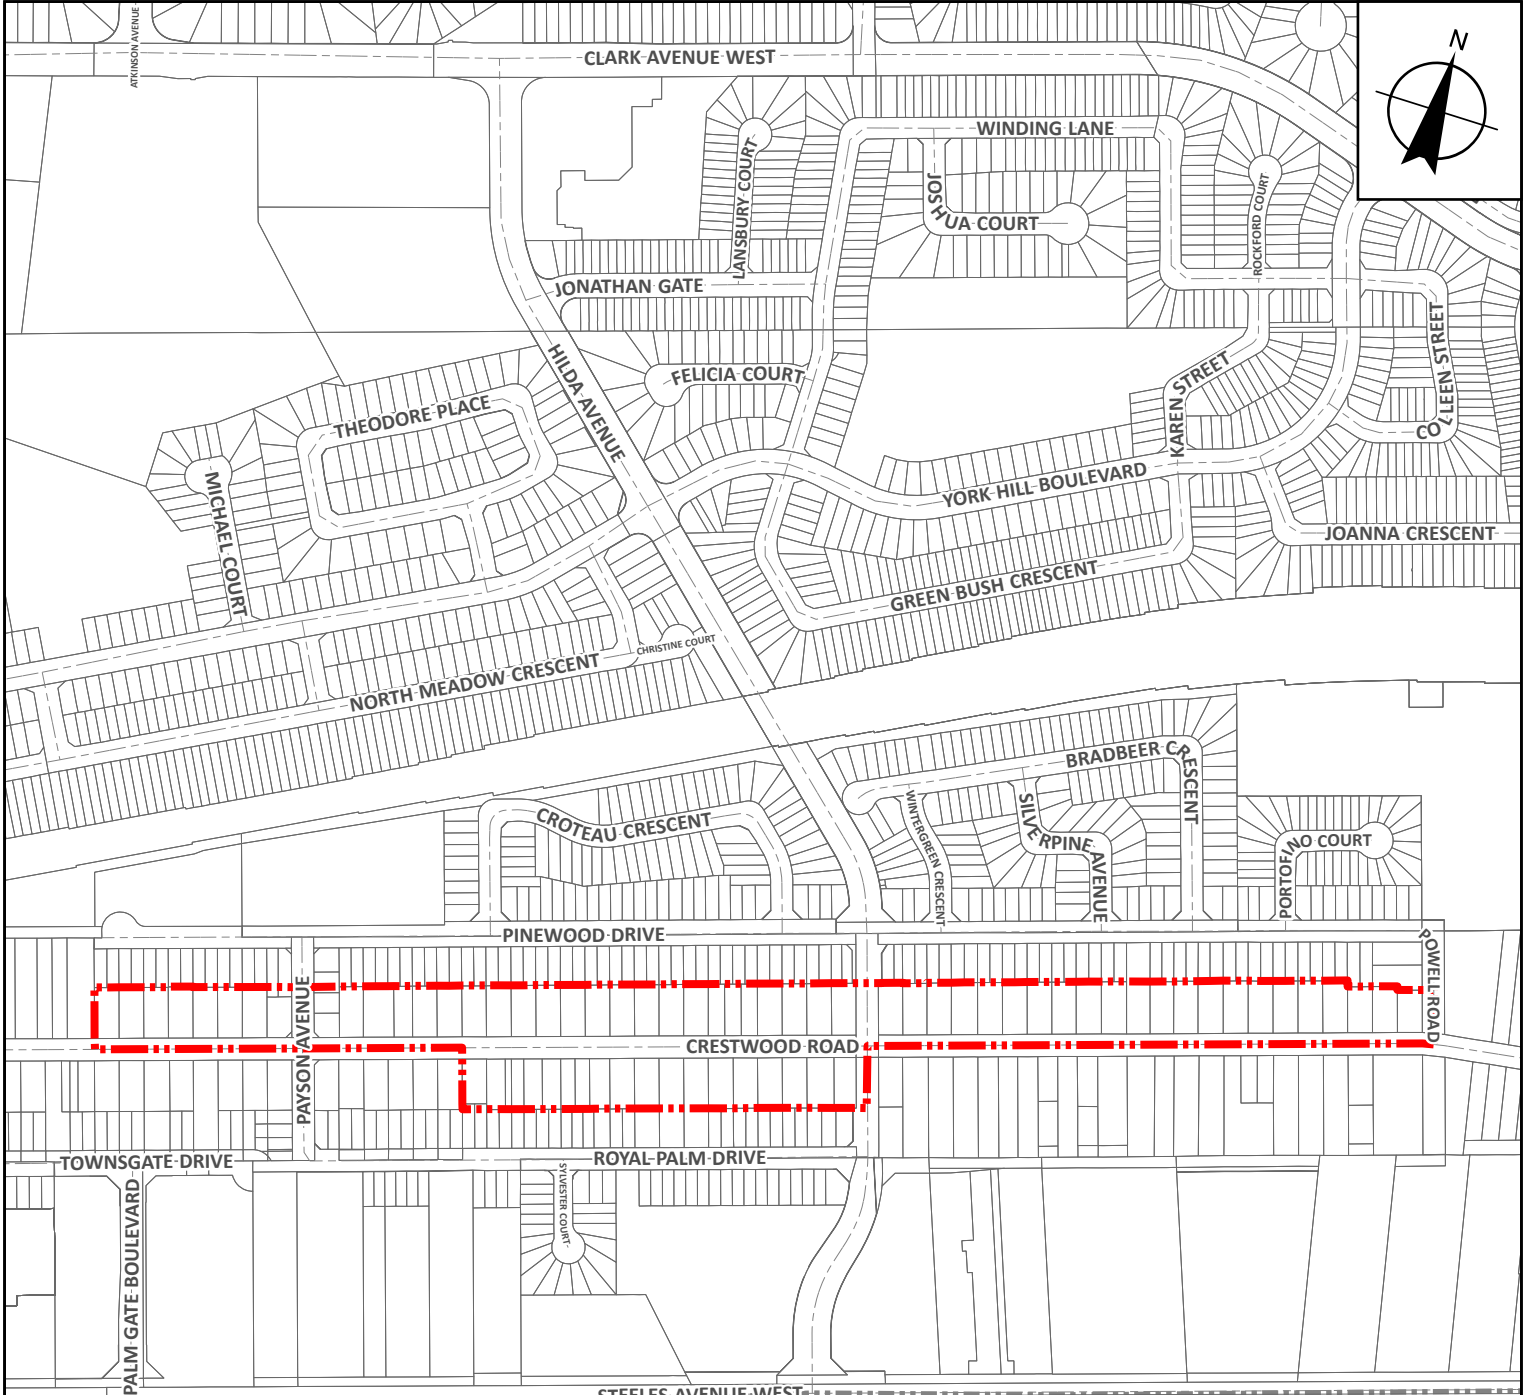 ATKINSON AVENUE
CLARK AVENUE WEST
N
WINDING LANE
LANSBURY COURT
JOSHUA COURT
ROCKFORD COURT
JONATHAN GATE
HILDA AVENUE
FELICIA COURT
COLLEEN STREET
KAREN STREET
THEODORE PLACE
MICHAEL COURT
YORK HILL BOULEVARD
JOANNA CRESCENT
GREEN BUSH CRESCENT
CHRISTINE COURT
NORTH MEADOW CRESCENT
BRADBEER CRESCENT
CROTEAU CRESCENT
WINTERGREEN CRESCENT
SILVERPINE AVENUE
PORTOFINO COURT
PINEWOOD DRIVE
POWELL ROAD
PAYSON AVENUE
CRESTWOOD ROAD
TOWNSGATE DRIVE
ROYAL PALM DRIVE
SYLVESTER COURT
PALM GATE BOULEVARD
STEELES AVENUE WEST